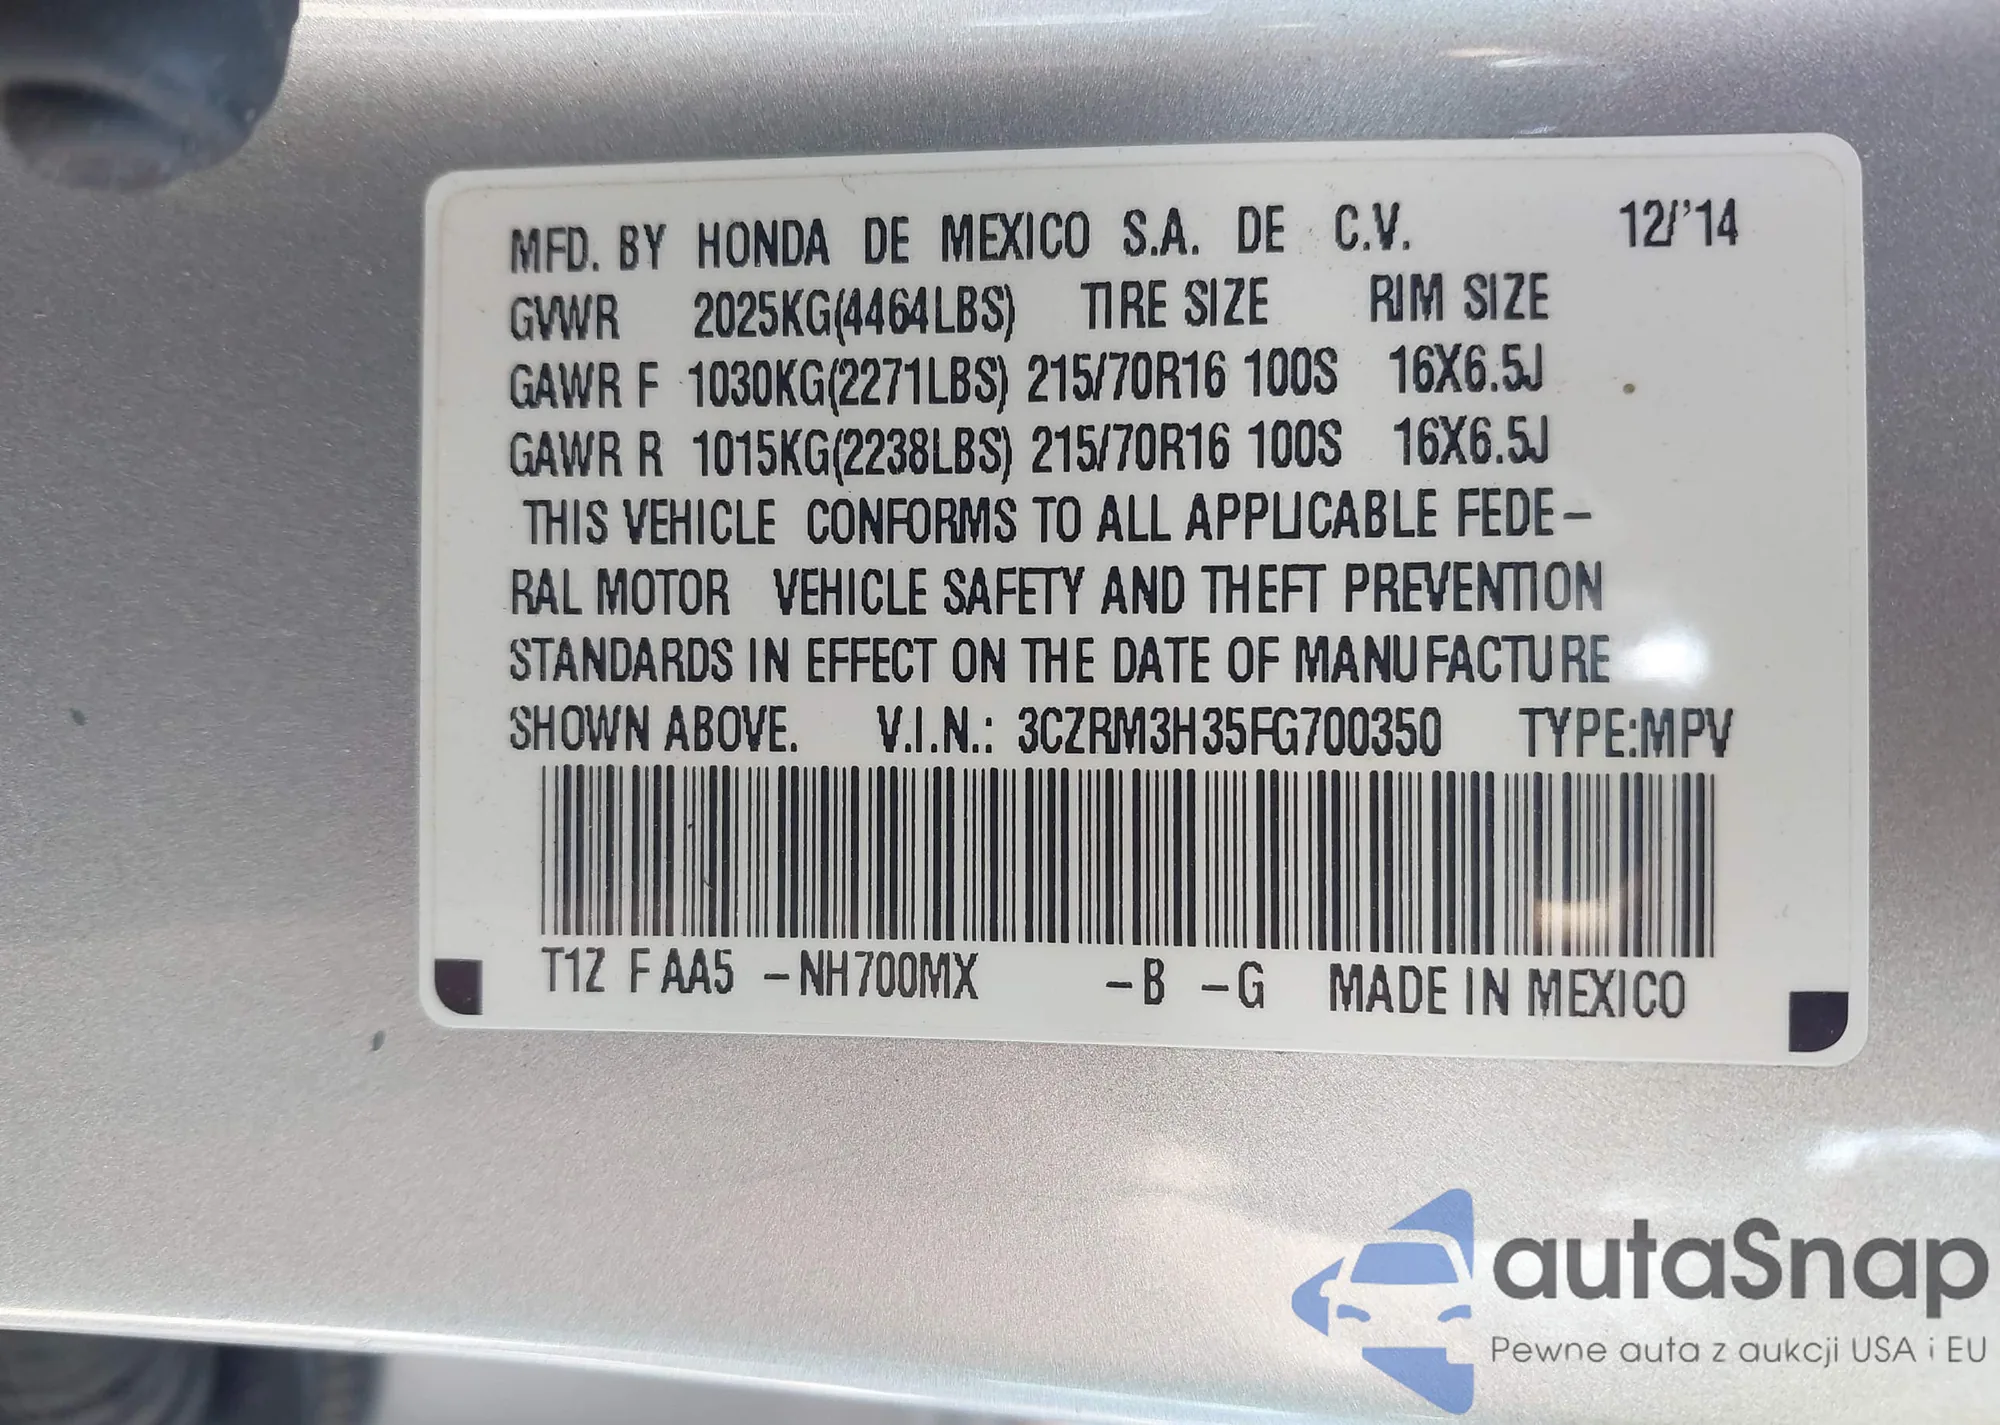 MFD. BY HONDA DE MEXICO S.A. DE C.V. 12/'14
GVWR 2025KG(4464LBS) TIRE SIZE RIM SIZE
GAWR F 1030KG(2271LBS) 215/70R16 100S 16X6.5J
GAWR R 1015KG(2238LBS) 215/70R16 100S 16X6.5J
THIS VEHICLE CONFORMS TO ALL APPLICABLE FEDE-
RAL MOTOR VEHICLE SAFETY AND THEFT PREVENTION
STANDARDS IN EFFECT ON THE DATE OF MANUFACTURE
SHOWN ABOVE. V.I.N.: 3CZRM3H35FG700350 TYPE:MPV
T1Z F AA5 -NH700MX -B -G MADE IN MEXICO
autaSnap
Pewne auta z aukcji USA i EU